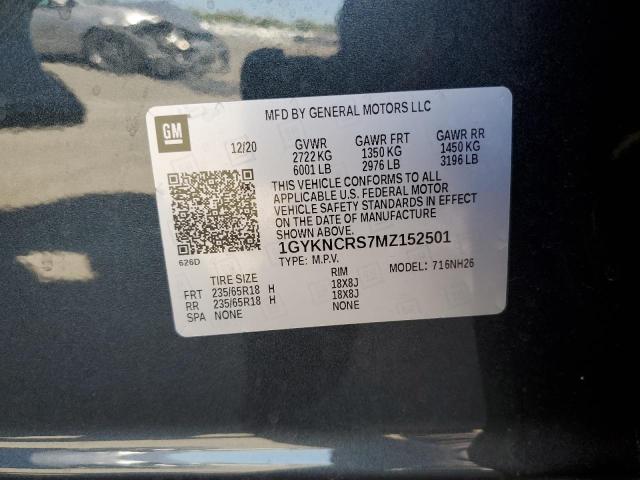 MFD BY GENERAL MOTORS LLC
GM
12/20 GVWR GAWR FRT GAWR RR
2722 KG 1350 KG 1450 KG
6001 LB 2976 LB 3196 LB
THIS VEHICLE CONFORMS TO ALL
APPLICABLE U.S. FEDERAL MOTOR
VEHICLE SAFETY STANDARDS IN EFFECT
ON THE DATE OF MANUFACTURE
SHOWN ABOVE.
1GYKNCRS7MZ152501
626D TYPE: M.P.V. MODEL: 716NH26
TIRE SIZE RIM
FRT 235/65R18 H 18X8J
RR 235/65R18 H 18X8J
SPA NONE NONE